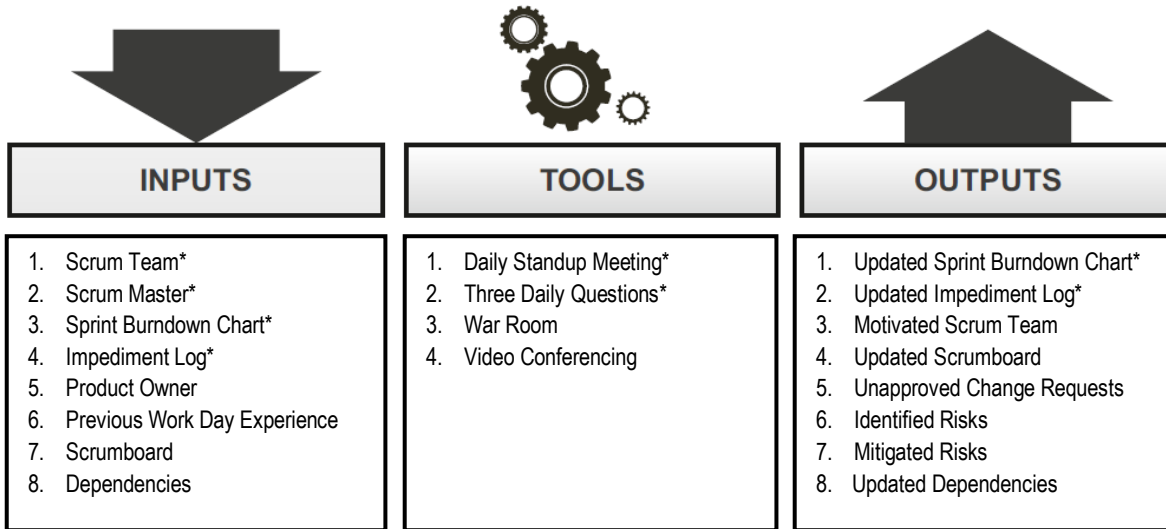 INPUTS
1. Scrum Team*
2. Scrum Master*
3. Sprint Burndown Chart*
4. Impediment Log*
5. Product Owner
6. Previous Work Day Experience
7. Scrumboard
8. Dependencies
TOOLS
1. Daily Standup Meeting*
2. Three Daily Questions*
3. War Room
4. Video Conferencing
OUTPUTS
1. Updated Sprint Burndown Chart*
2. Updated Impediment Log*
3. Motivated Scrum Team
4. Updated Scrumboard
5. Unapproved Change Requests
6. Identified Risks
7. Mitigated Risks
8. Updated Dependencies